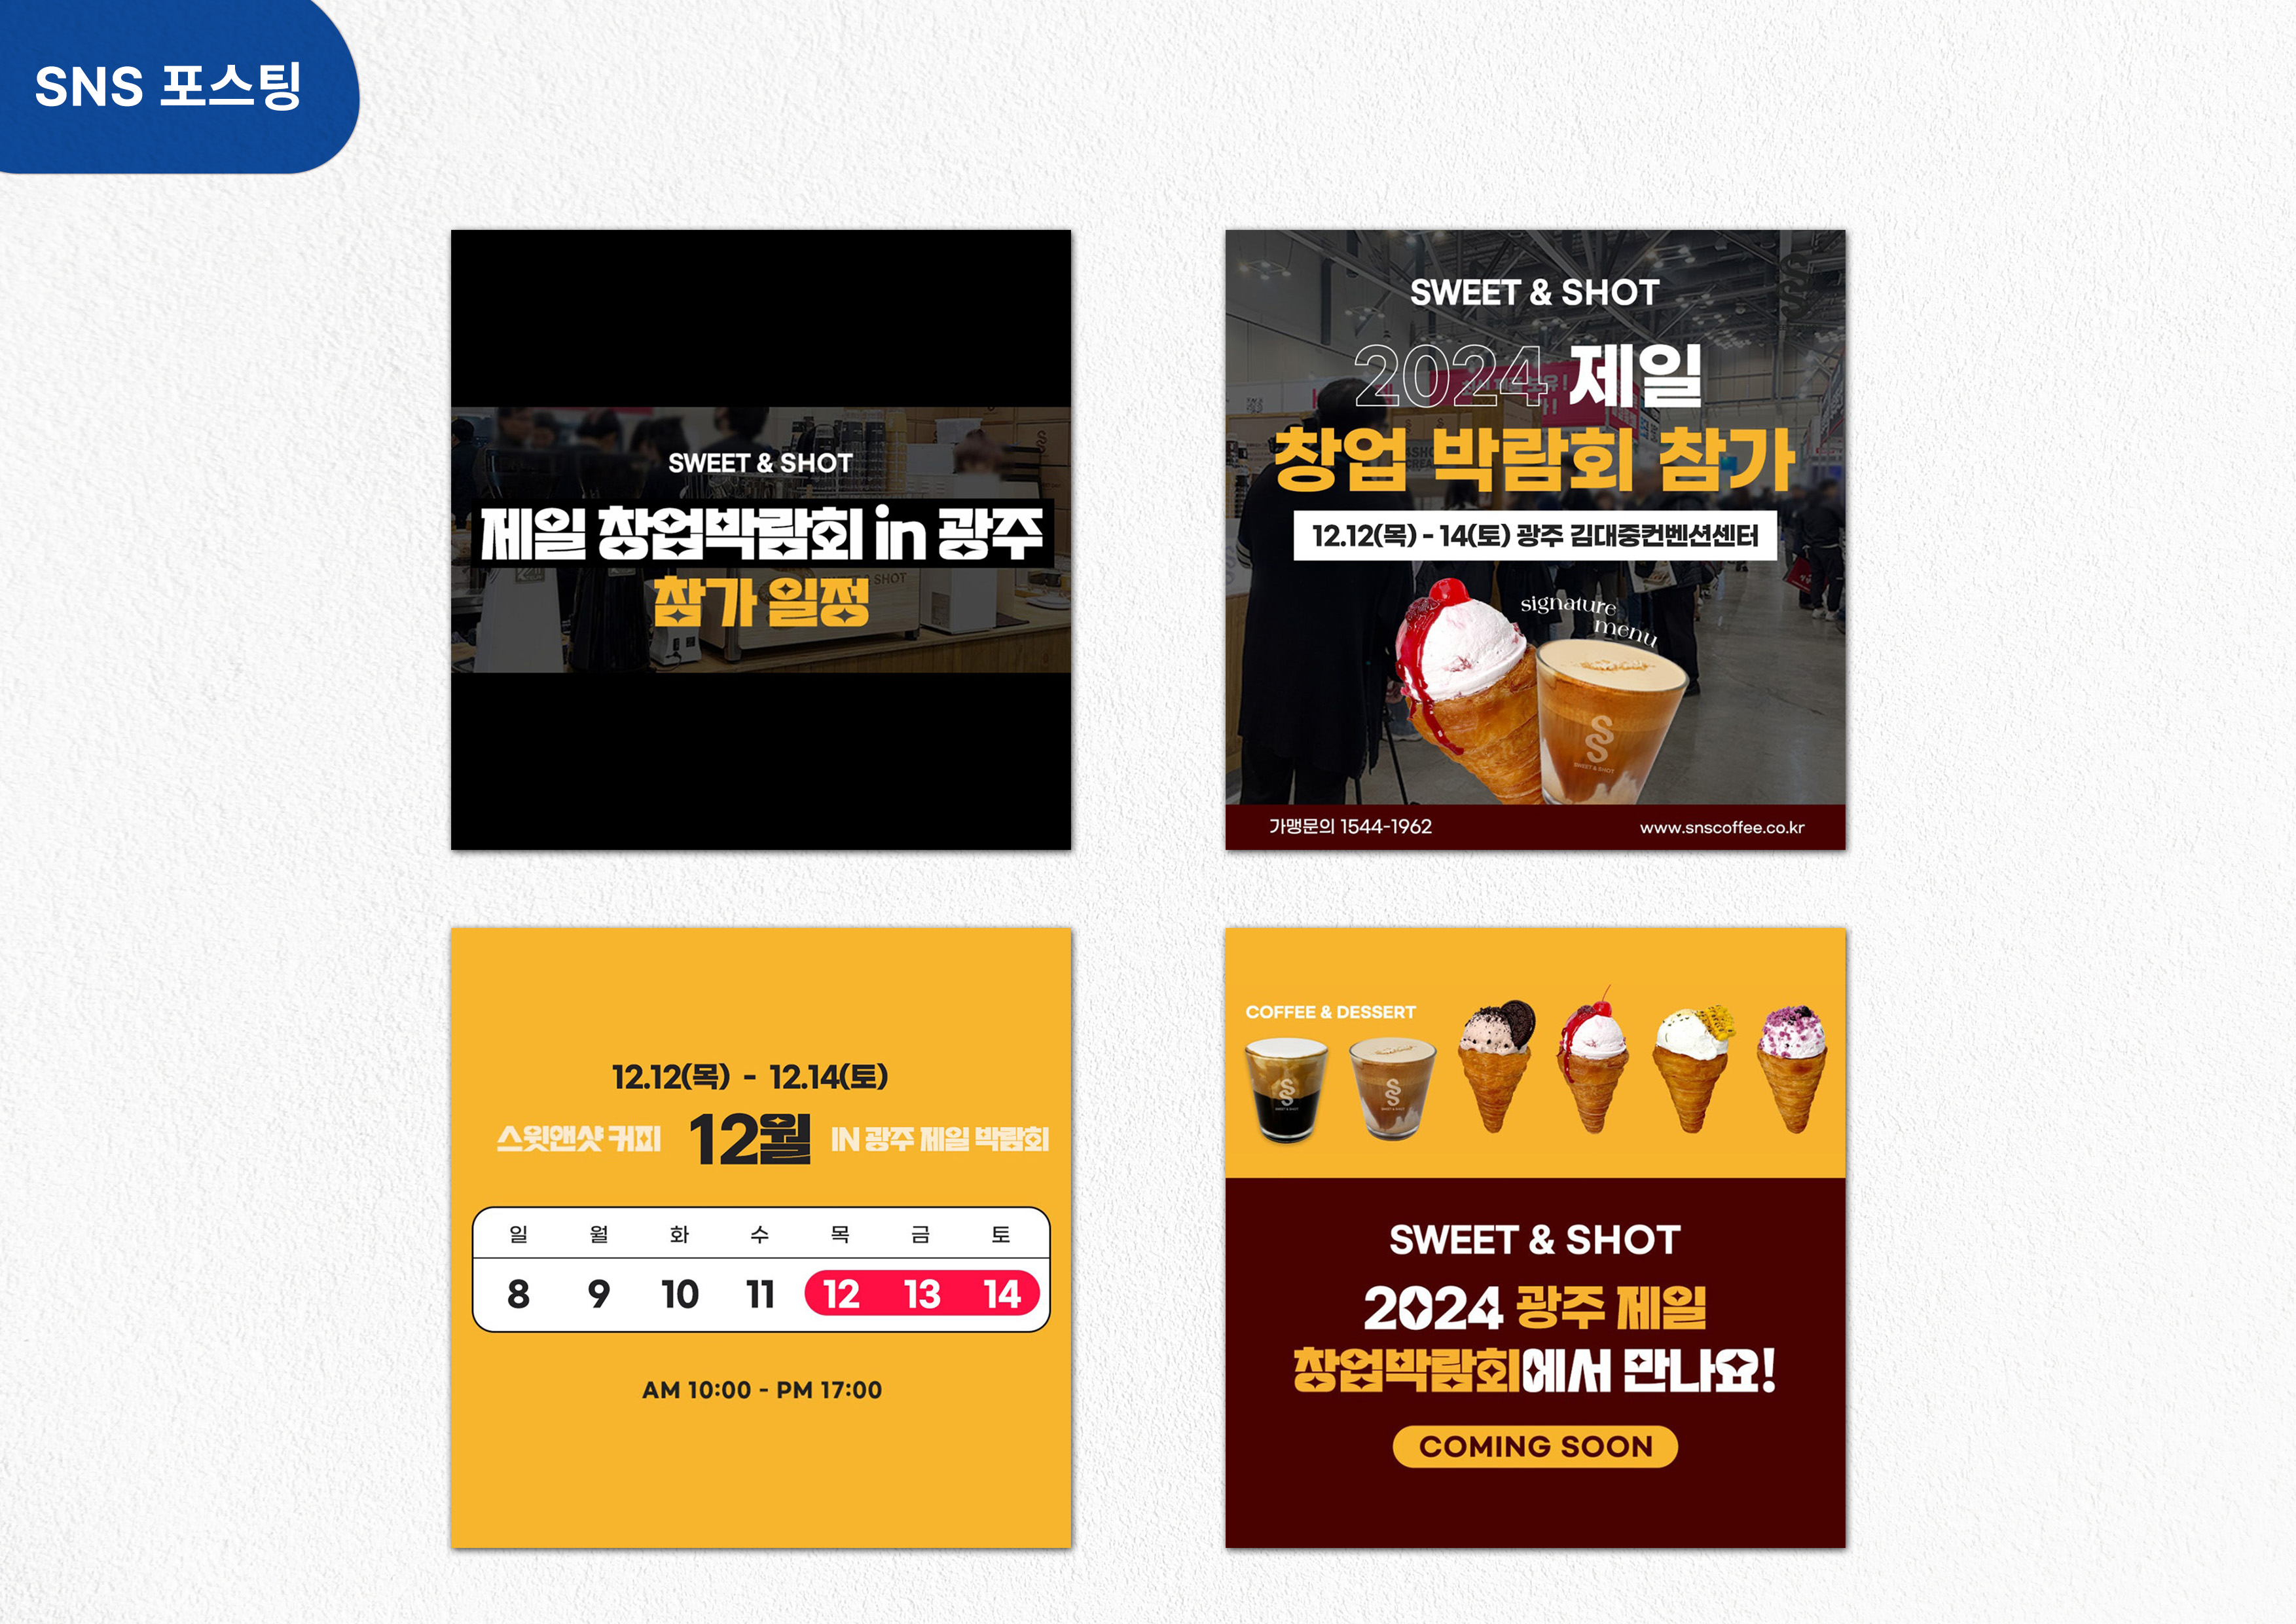 SNS 포스팅
SWEET & SHOT
제일 창업박람회 in 광주
참가 일정
SWEET & SHOT
2024 제일
창업 박람회 참가
12.12(목) - 14(토) 광주 김대중컨벤션센터
signature
menu
SWEET & SHOT
가맹문의 1544-1962
www.snscoffee.co.kr
12.12(목) - 12.14(토)
스윗앤샷 커피 12월 IN 광주 제일 박람회
일 월 화 수 목 금 토
8 9 10 11 12 13 14
AM 10:00 - PM 17:00
COFFEE & DESSERT
SWEET & SHOT
SWEET & SHOT
SWEET & SHOT
2024 광주 제일
창업박람회에서 만나요!
COMING SOON